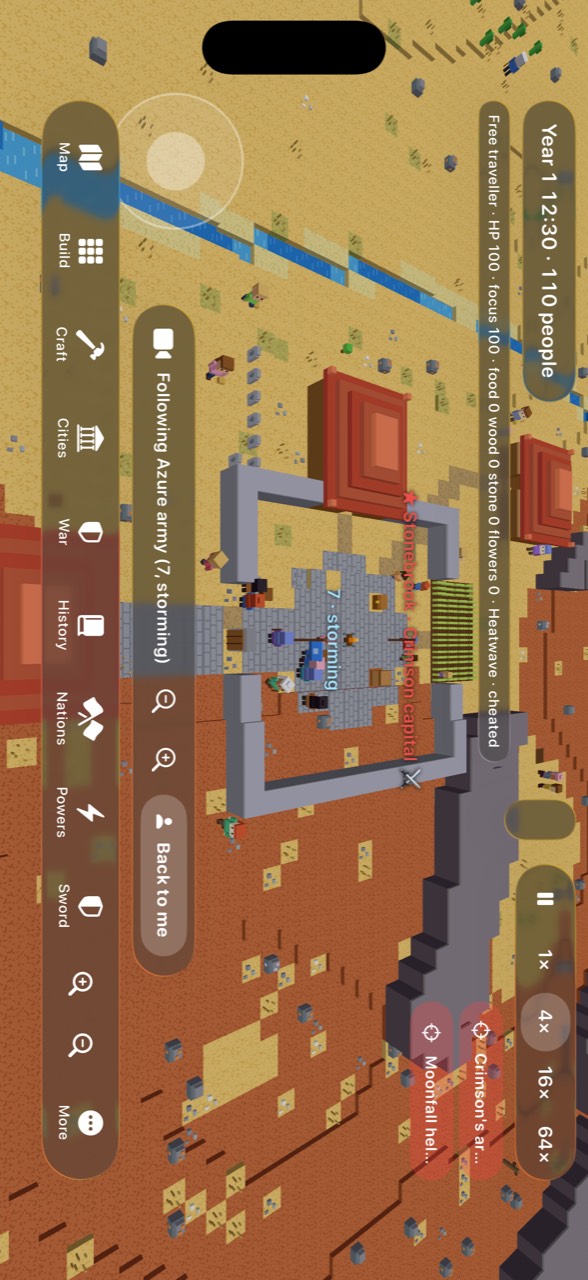 Year 1 12:30 · 110 people
Free traveller · HP 100 · focus 100 · food 0 wood 0 stone 0 flowers 0 · Heatwave · cheated
1×
4×
16×
64×
Crimson's ar...
Moonfall hel...
★ Stonebrook · Crimson capital
7 · storming
Following Azure army (7, storming)
Back to me
Map
Build
Craft
Cities
War
History
Nations
Powers
Sword
More